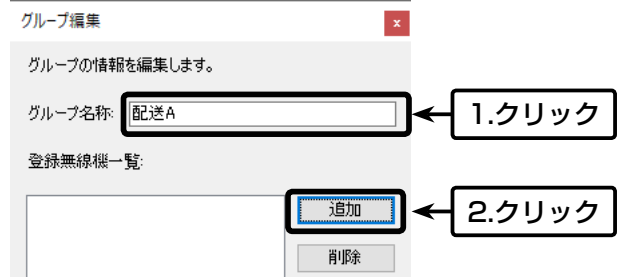 グループ編集
x
グループの情報を編集します。
グループ名称: 配送A
1.クリック
登録無線機一覧:
追加
2.クリック
削除